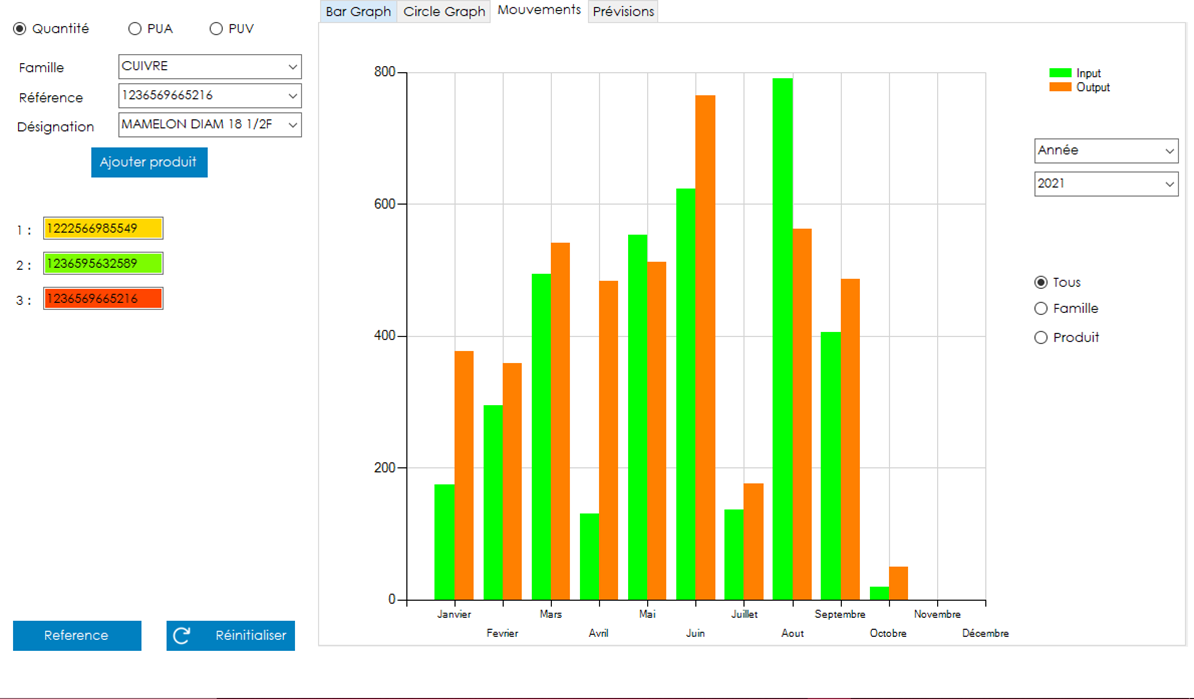 Bar Graph Circle Graph Mouvements Prévisions
Quantité PUA PUV
Famille CUIVRE
Référence 1236569665216
Désignation MAMELON DIAM 18 1/2F
Ajouter produit
1 : 1222566985549
2 : 1236595632589
3 : 1236569665216
Reference Réinitialiser
800
600
400
200
0
Janvier Mars Mai Juillet Septembre Novembre
Fevrier Avril Juin Aout Octobre Décembre
Input
Output
Année
2021
Tous
Famille
Produit